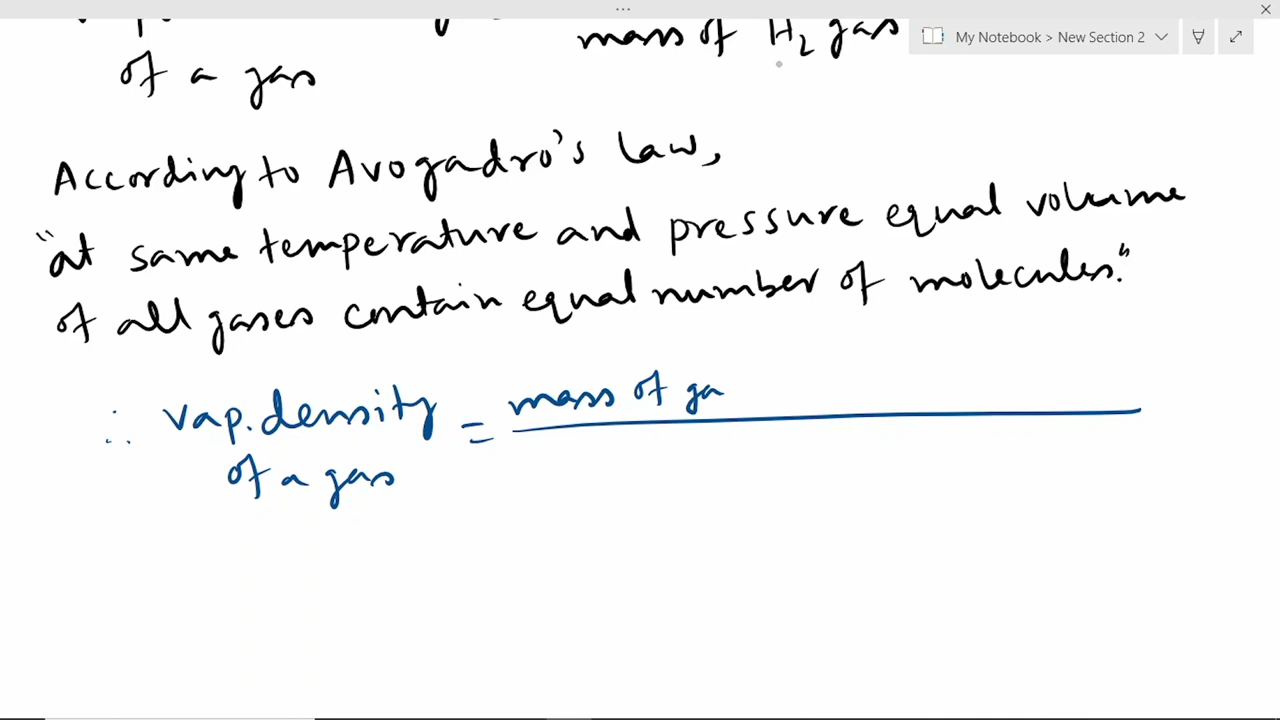 mass of H2 gas
My Notebook > New Section 2
of a gas
According to Avogadro's law,
"at same temperature and pressure equal volume
of all gases contain equal number of molecules."
∴ vap. density = mass of ga
of a gas